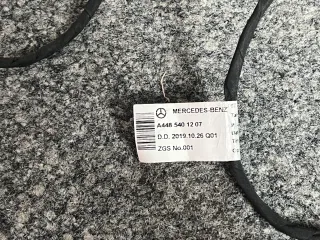 MERCEDES-BENZ
A448 540 12 07
D.D. 2019.10.26 Q01
ZGS No.001